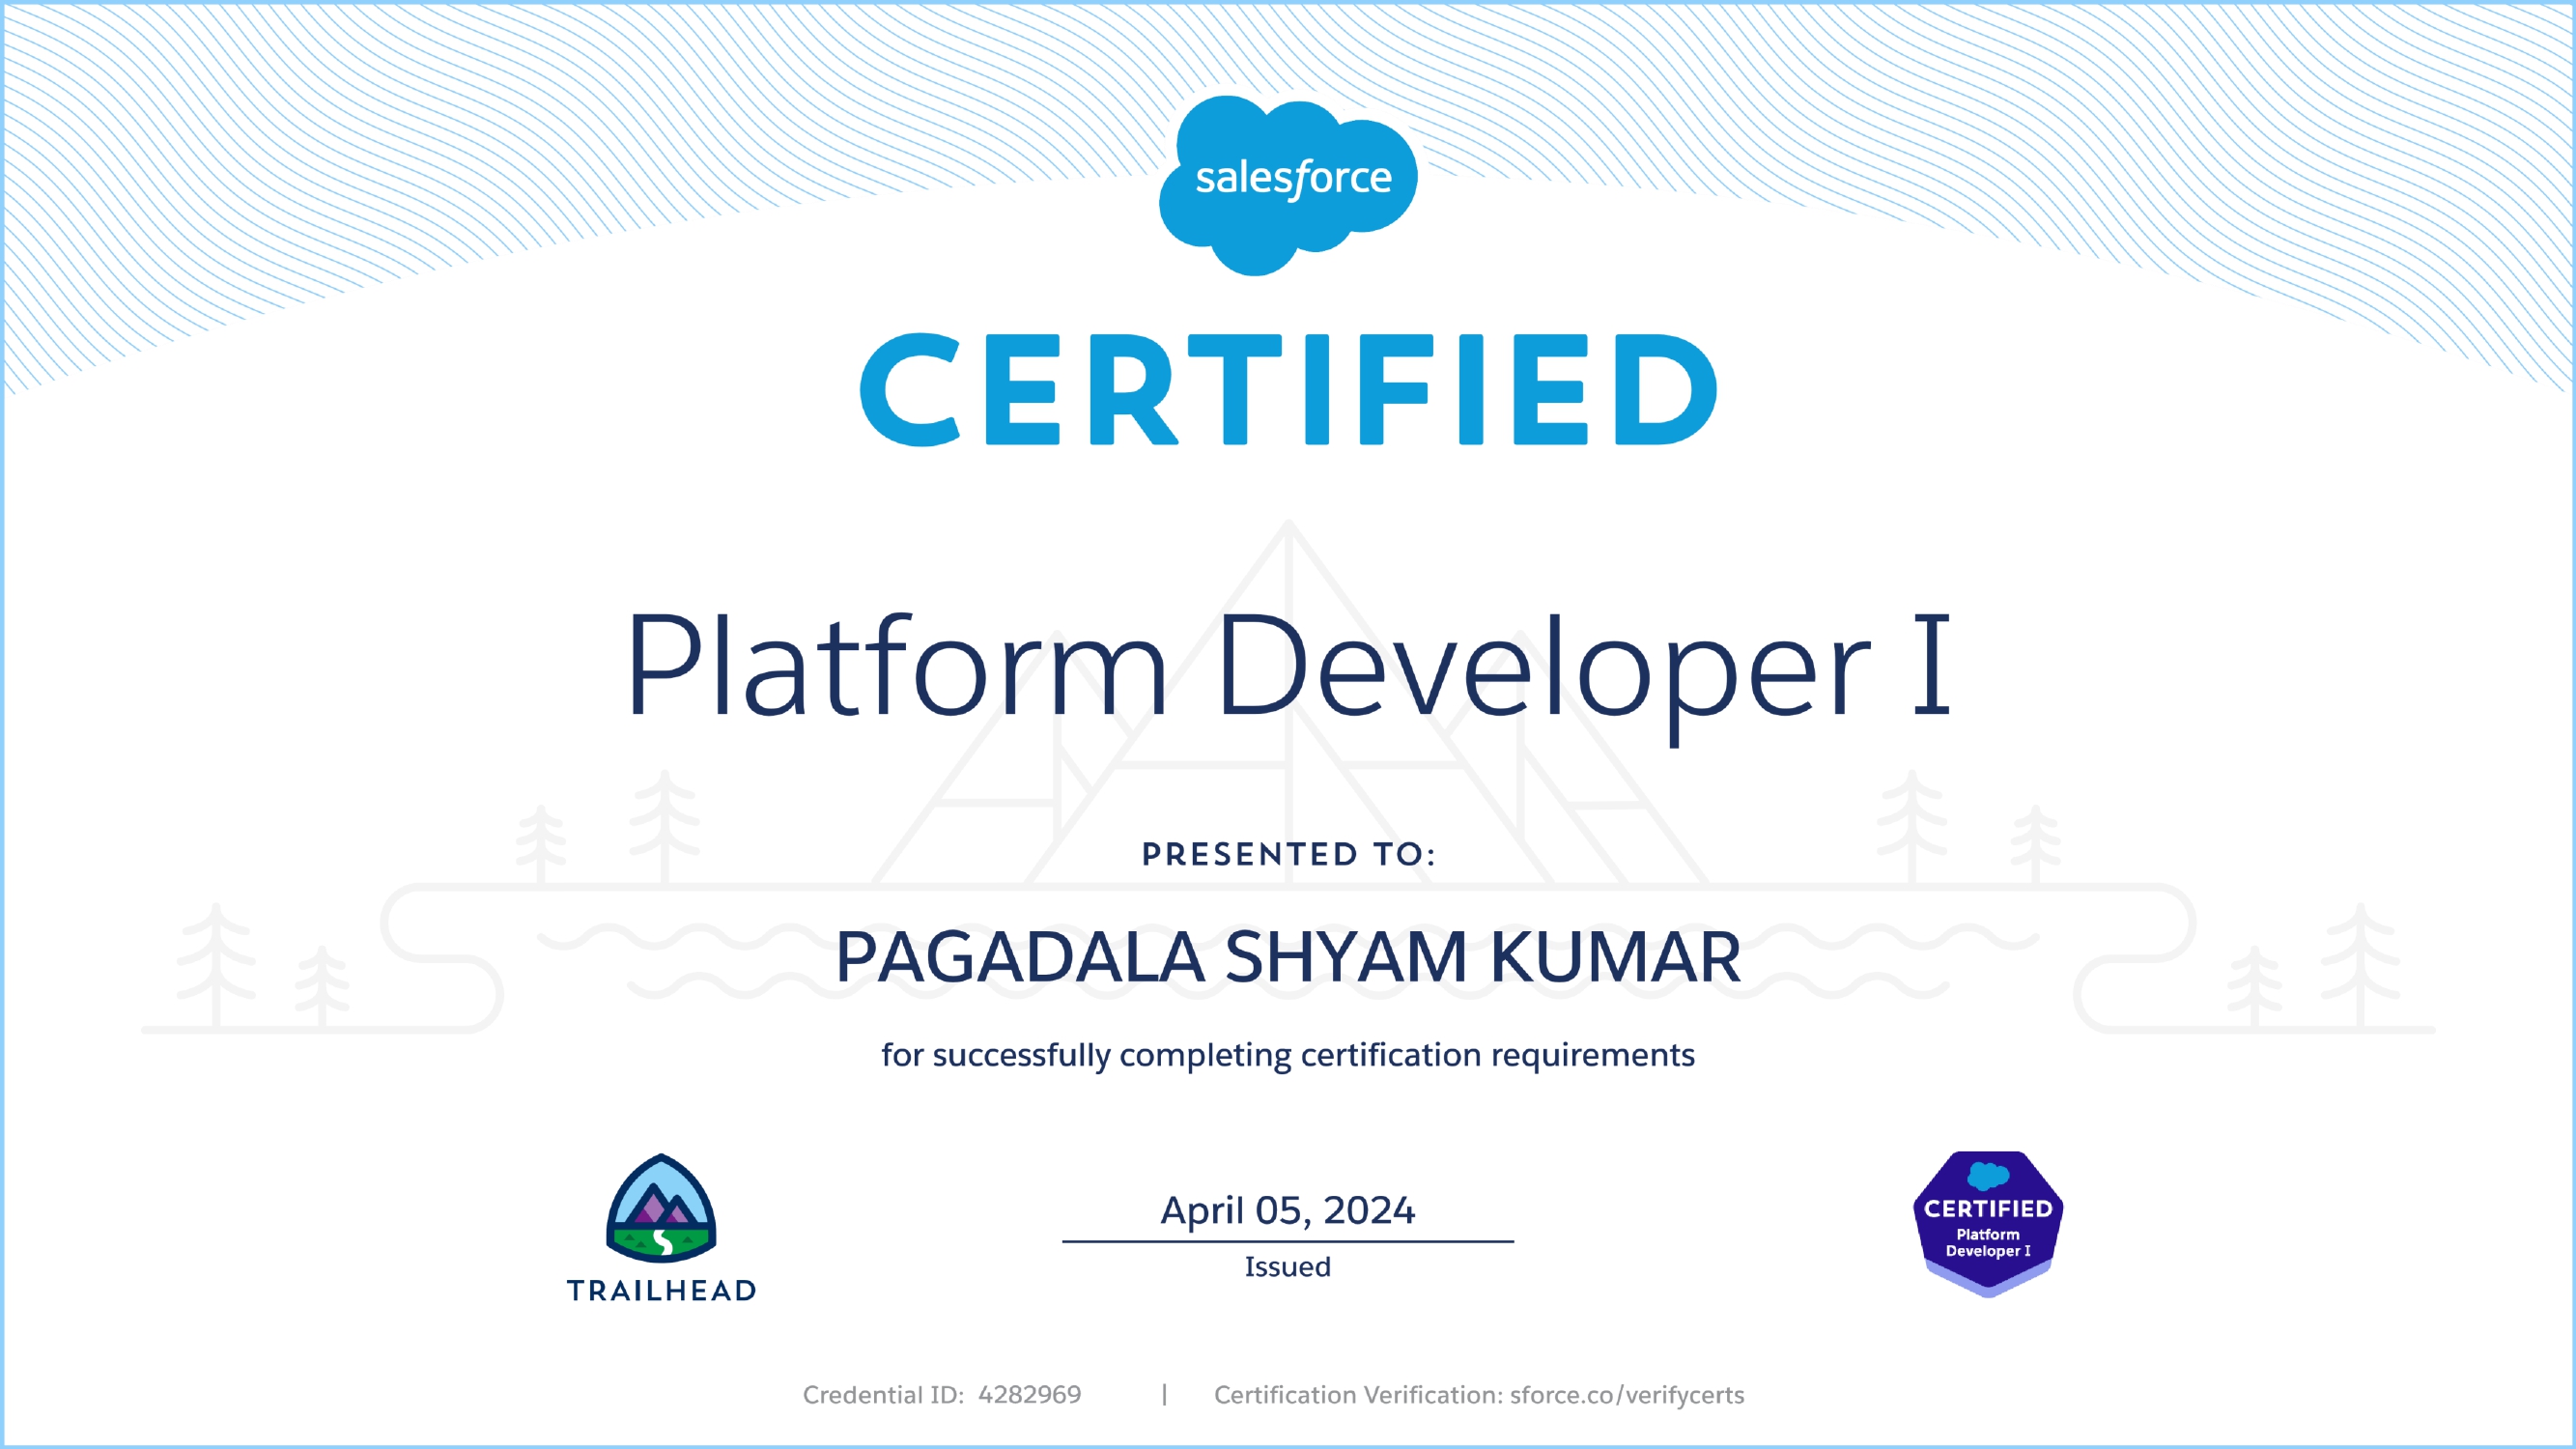 salesforce
CERTIFIED
Platform Developer I
PRESENTED TO:
PAGADALA SHYAM KUMAR
for successfully completing certification requirements
TRAILHEAD
April 05, 2024
Issued
CERTIFIED
Platform
Developer I
Credential ID: 4282969 | Certification Verification: sforce.co/verifycerts